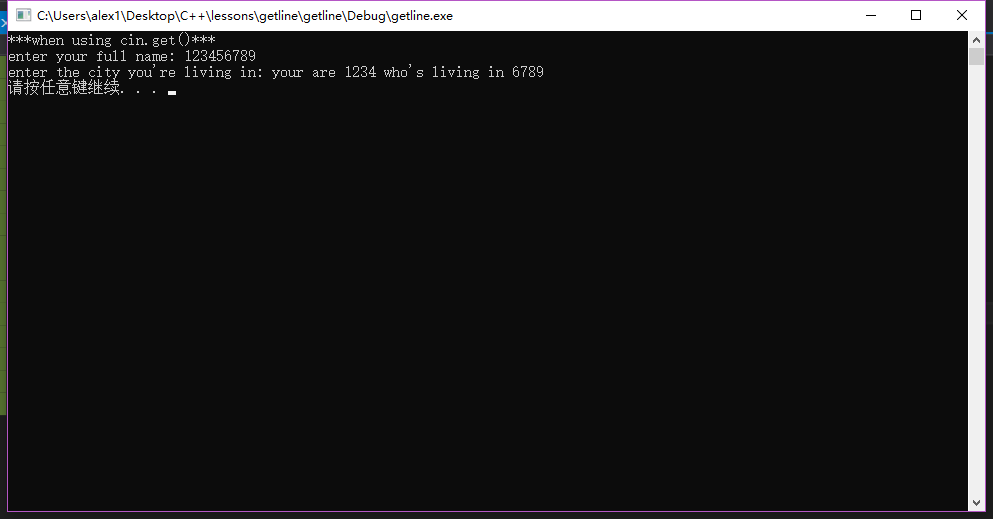 C:\Users\alex1\Desktop\C++\lessons\getline\getline\Debug\getline.exe
***when using cin.get()***
enter your full name: 123456789
enter the city you're living in: your are 1234 who's living in 6789
请按任意键继续. . .